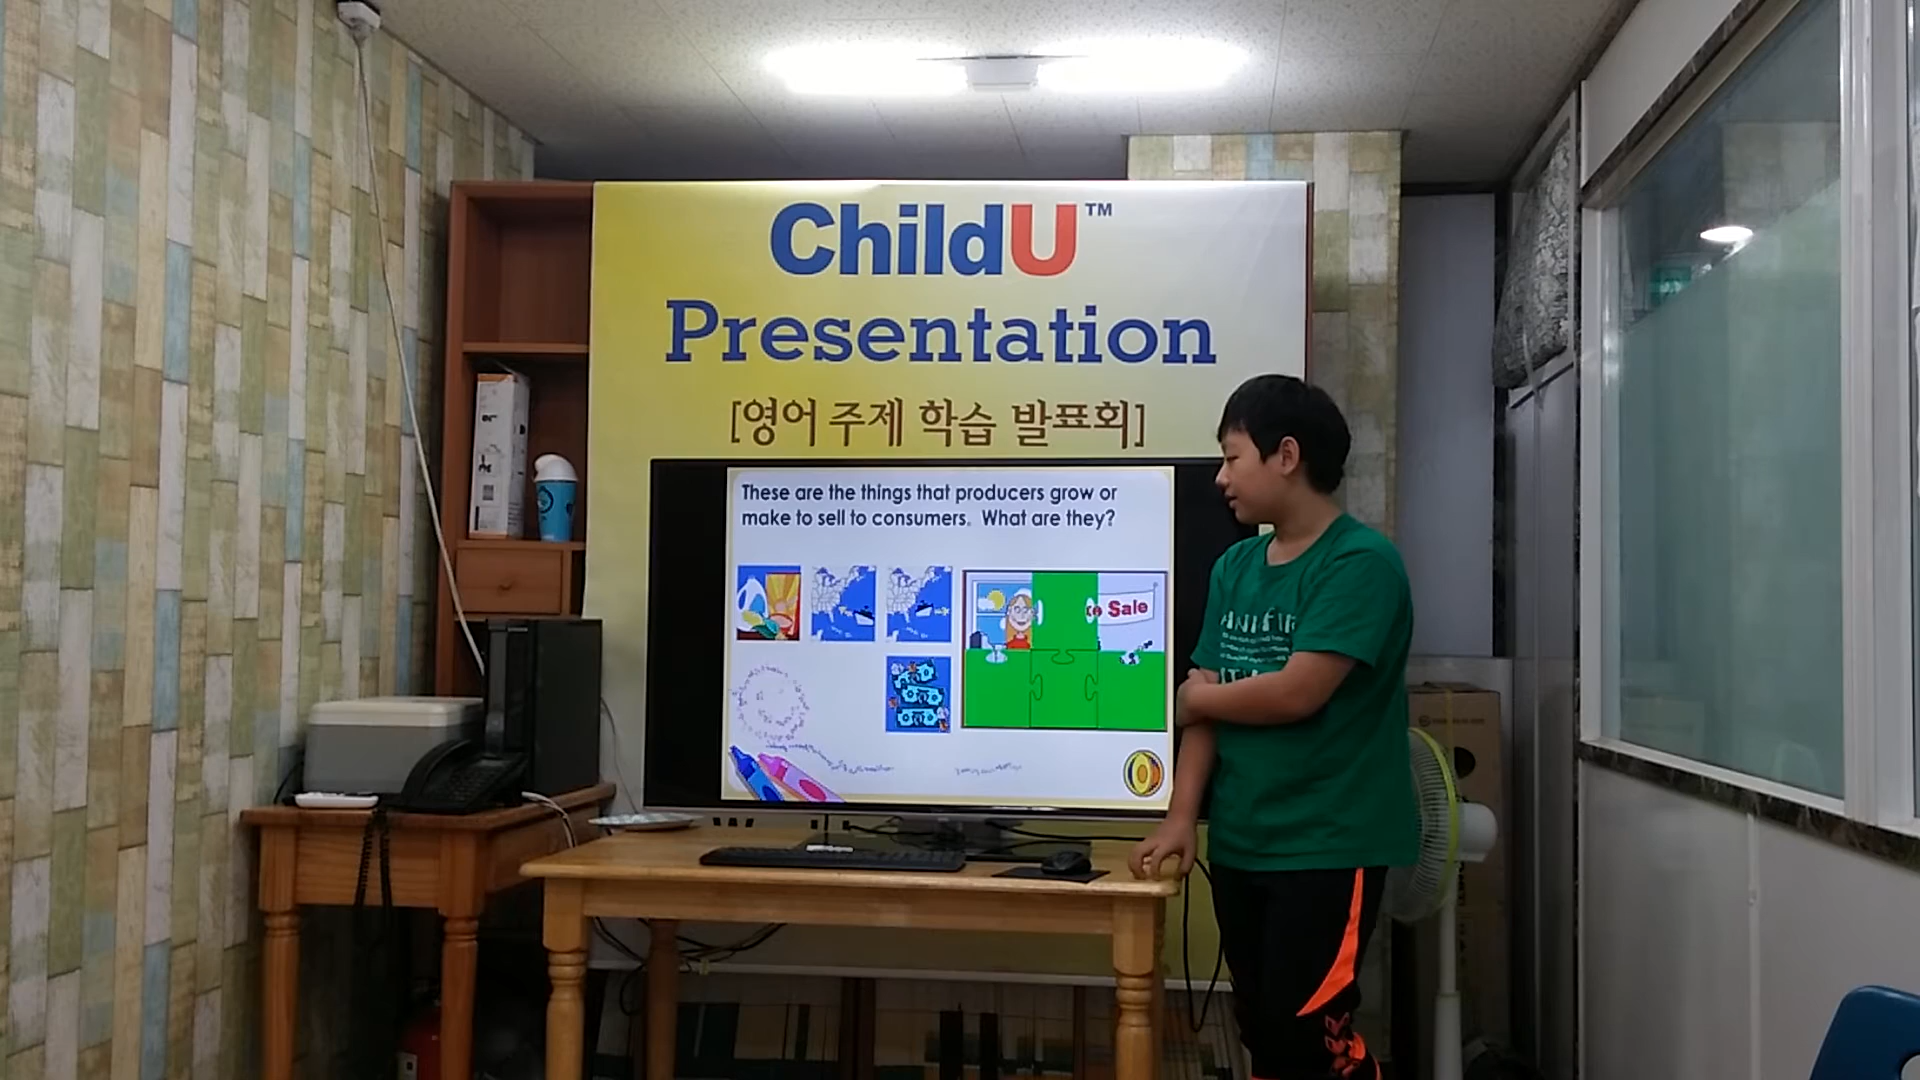 ChildU™
Presentation
[영어 주제 학습 발표회]
These are the things that producers grow or
make to sell to consumers. What are they?
Sale